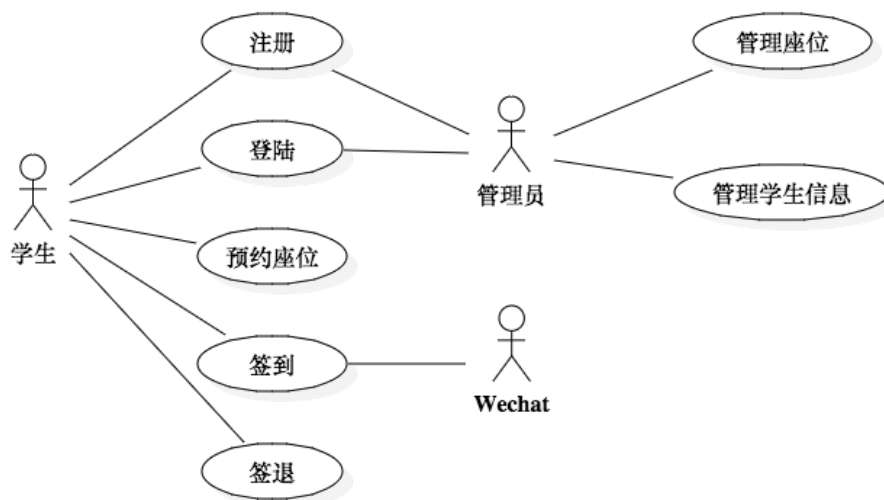 注册
管理座位
登陆
管理员
管理学生信息
学生
预约座位
签到
Wechat
签退